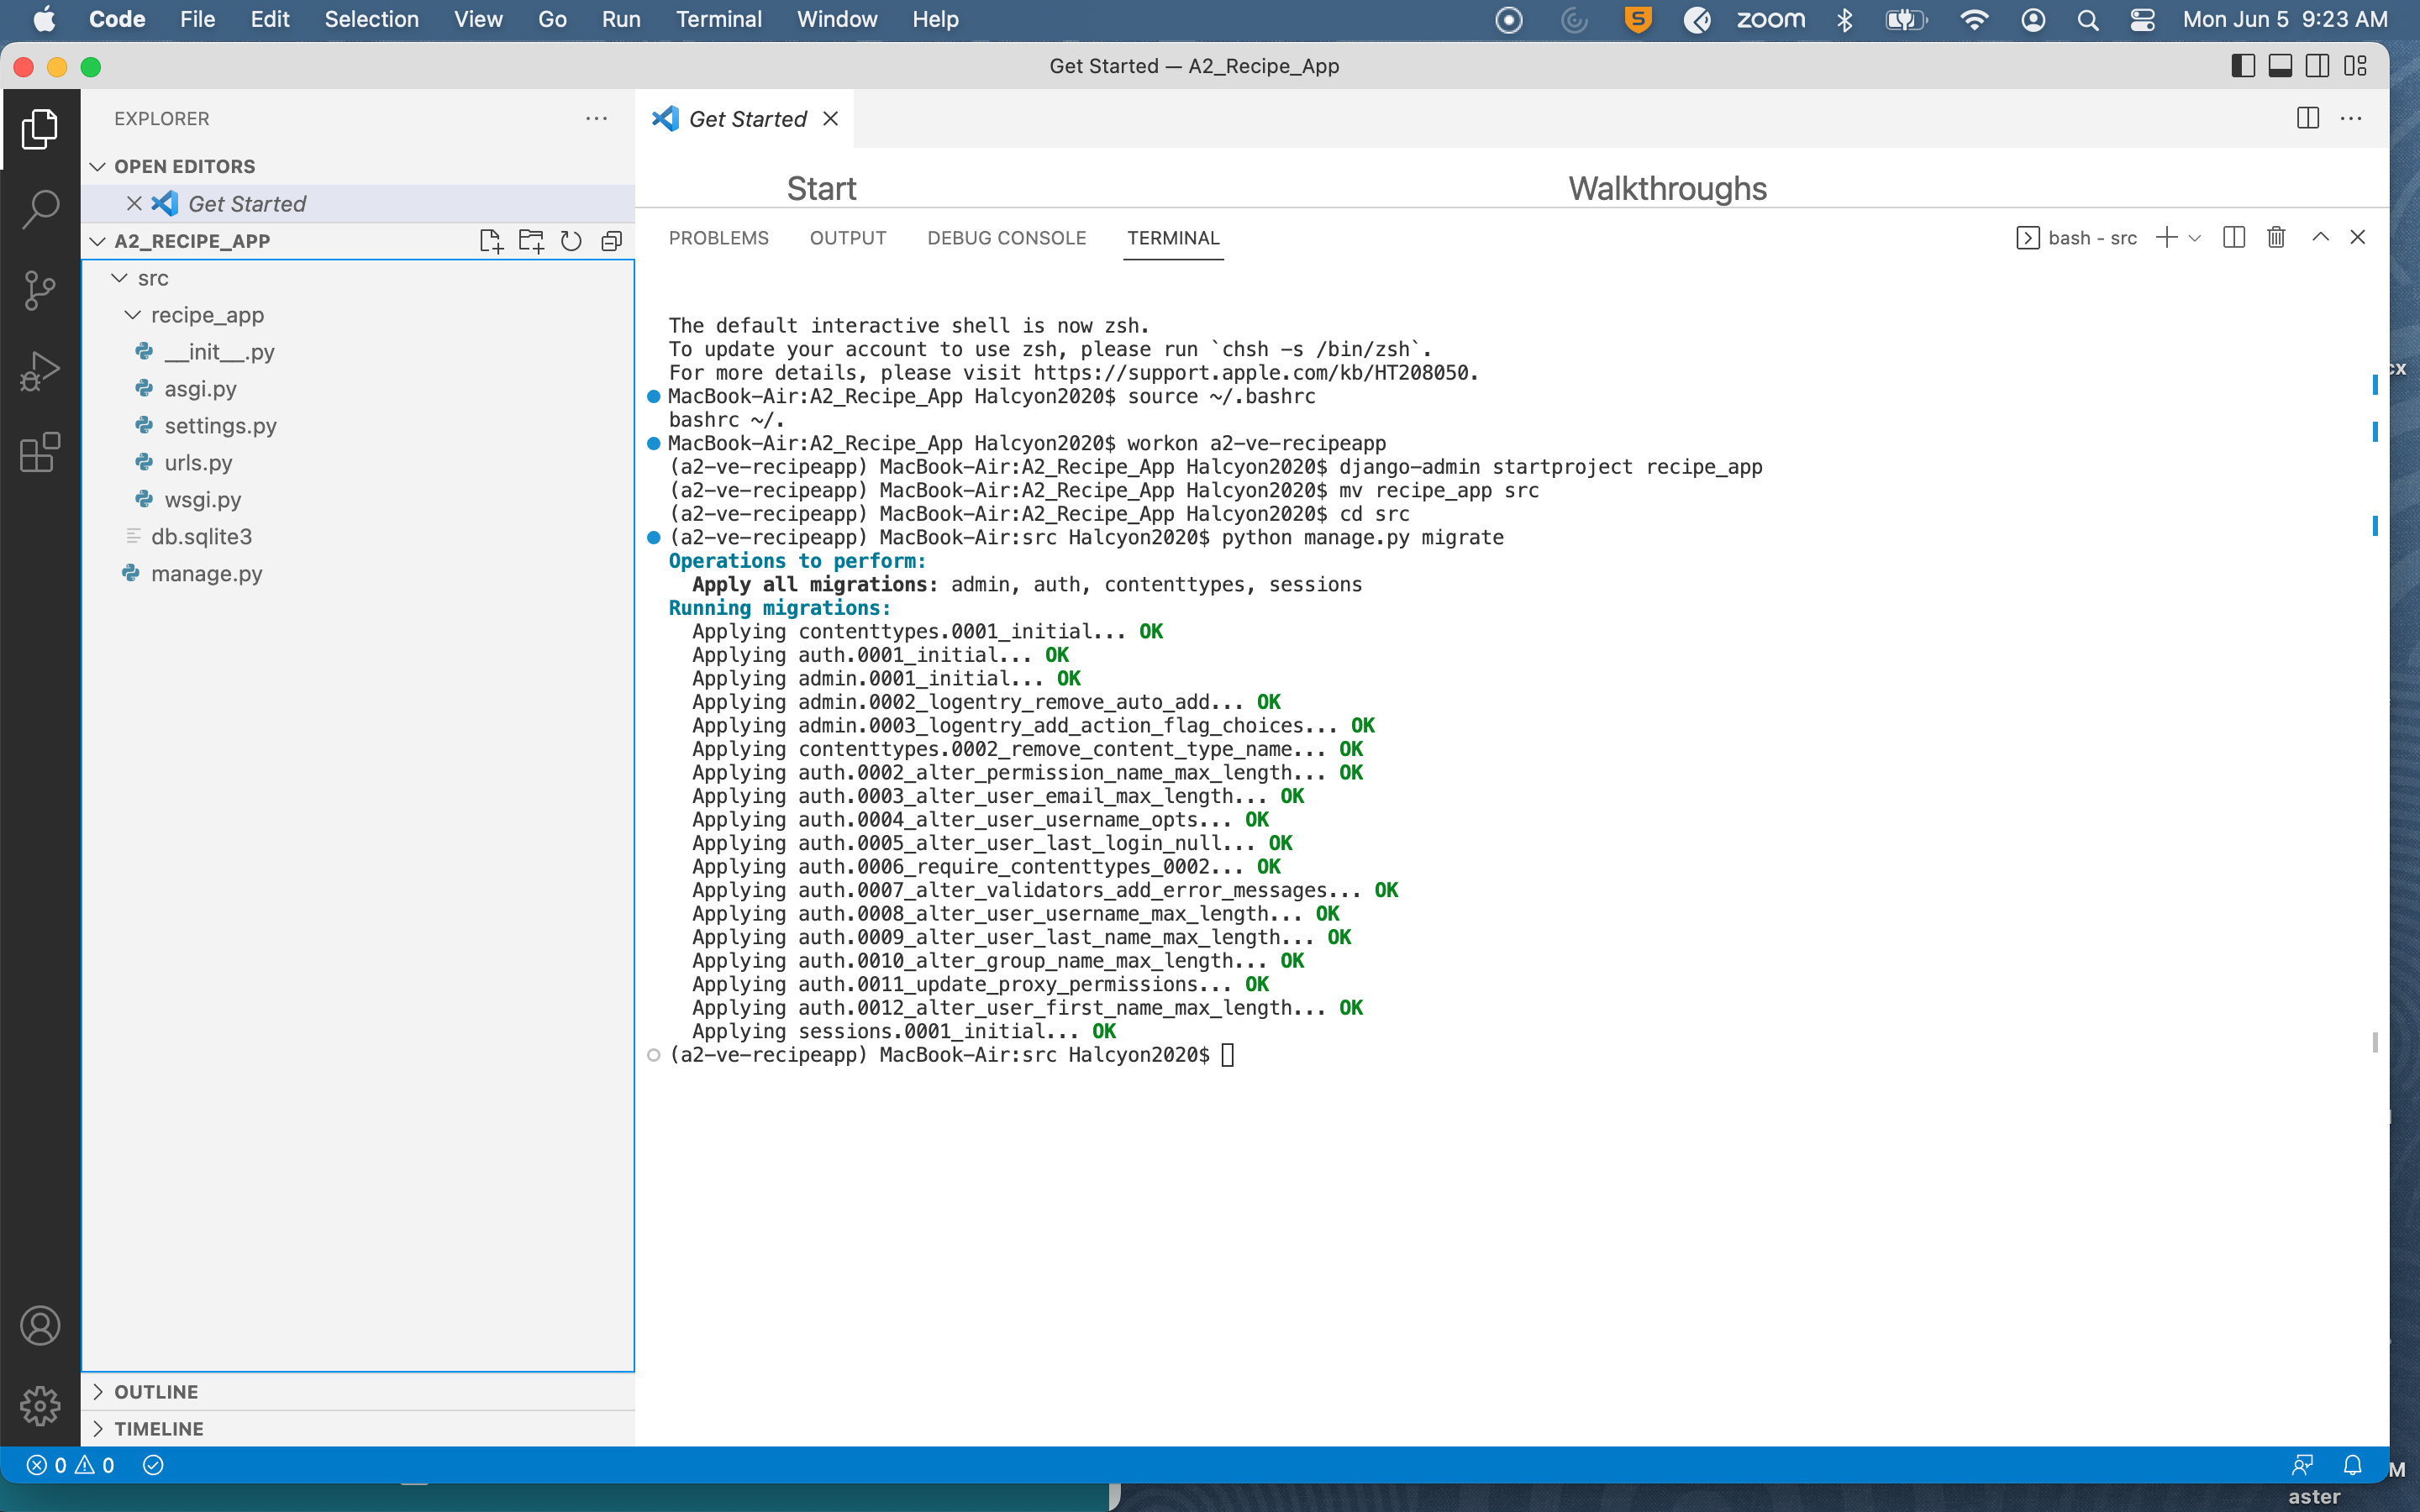 Code File Edit Selection View Go Run Terminal Window Help S zoom Mon Jun 5 9:23 AM
Get Started — A2_Recipe_App
EXPLORER
Get Started
OPEN EDITORS
Get Started
A2_RECIPE_APP
src
recipe_app
__init__.py
asgi.py
settings.py
urls.py
wsgi.py
db.sqlite3
manage.py
OUTLINE
TIMELINE
Start Walkthroughs
PROBLEMS OUTPUT DEBUG CONSOLE TERMINAL bash - src
The default interactive shell is now zsh.
To update your account to use zsh, please run `chsh -s /bin/zsh`.
For more details, please visit https://support.apple.com/kb/HT208050.
MacBook-Air:A2_Recipe_App Halcyon2020$ source ~/.bashrc
bashrc ~/.
MacBook-Air:A2_Recipe_App Halcyon2020$ workon a2-ve-recipeapp
(a2-ve-recipeapp) MacBook-Air:A2_Recipe_App Halcyon2020$ django-admin startproject recipe_app
(a2-ve-recipeapp) MacBook-Air:A2_Recipe_App Halcyon2020$ mv recipe_app src
(a2-ve-recipeapp) MacBook-Air:A2_Recipe_App Halcyon2020$ cd src
(a2-ve-recipeapp) MacBook-Air:src Halcyon2020$ python manage.py migrate
Operations to perform:
Apply all migrations: admin, auth, contenttypes, sessions
Running migrations:
Applying contenttypes.0001_initial... OK
Applying auth.0001_initial... OK
Applying admin.0001_initial... OK
Applying admin.0002_logentry_remove_auto_add... OK
Applying admin.0003_logentry_add_action_flag_choices... OK
Applying contenttypes.0002_remove_content_type_name... OK
Applying auth.0002_alter_permission_name_max_length... OK
Applying auth.0003_alter_user_email_max_length... OK
Applying auth.0004_alter_user_username_opts... OK
Applying auth.0005_alter_user_last_login_null... OK
Applying auth.0006_require_contenttypes_0002... OK
Applying auth.0007_alter_validators_add_error_messages... OK
Applying auth.0008_alter_user_username_max_length... OK
Applying auth.0009_alter_user_last_name_max_length... OK
Applying auth.0010_alter_group_name_max_length... OK
Applying auth.0011_update_proxy_permissions... OK
Applying auth.0012_alter_user_first_name_max_length... OK
Applying sessions.0001_initial... OK
(a2-ve-recipeapp) MacBook-Air:src Halcyon2020$
0 0
cx
M
aster